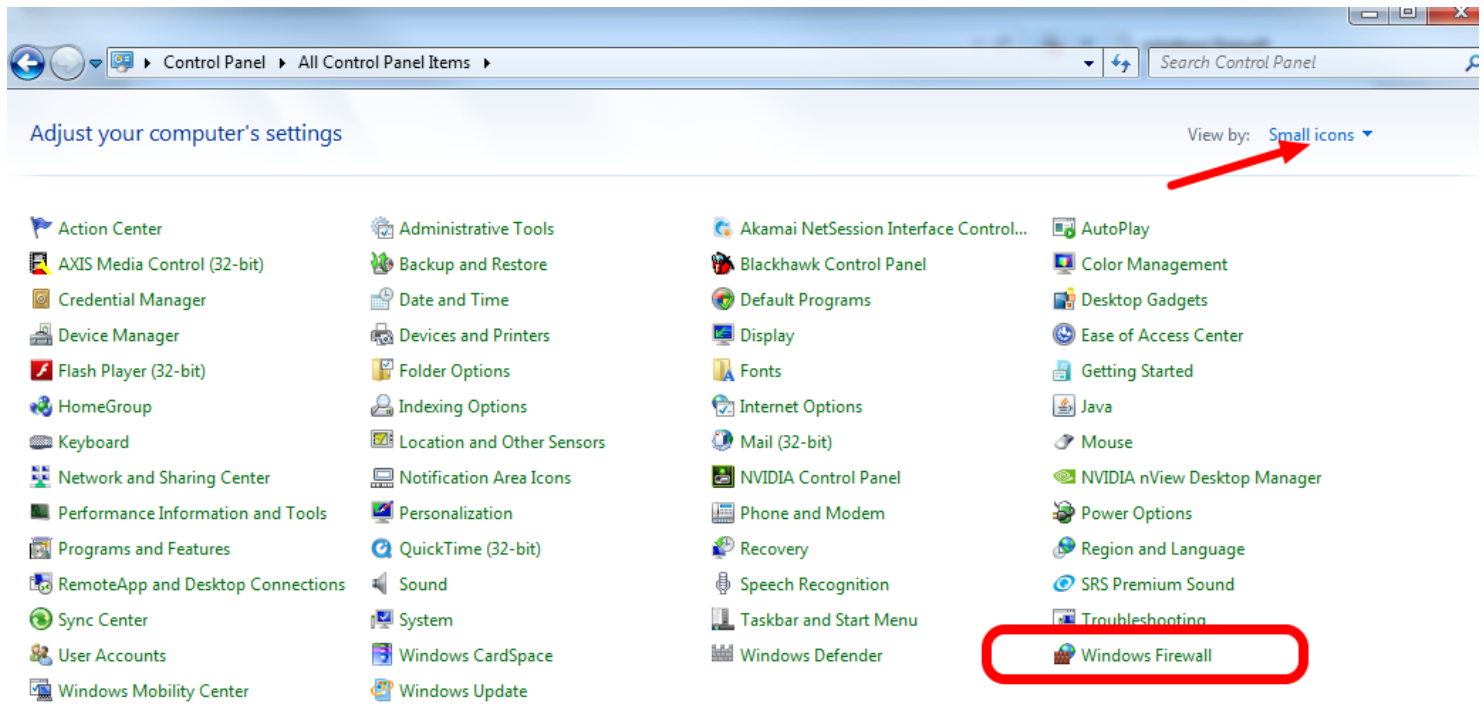 Control Panel All Control Panel Items Search Control Panel
Adjust your computer's settings View by: Small icons
Action Center Administrative Tools Akamai NetSession Interface Control... AutoPlay
AXIS Media Control (32-bit) Backup and Restore Blackhawk Control Panel Color Management
Credential Manager Date and Time Default Programs Desktop Gadgets
Device Manager Devices and Printers Display Ease of Access Center
Flash Player (32-bit) Folder Options Fonts Getting Started
HomeGroup Indexing Options Internet Options Java
Keyboard Location and Other Sensors Mail (32-bit) Mouse
Network and Sharing Center Notification Area Icons NVIDIA Control Panel NVIDIA nView Desktop Manager
Performance Information and Tools Personalization Phone and Modem Power Options
Programs and Features QuickTime (32-bit) Recovery Region and Language
RemoteApp and Desktop Connections Sound Speech Recognition SRS Premium Sound
Sync Center System Taskbar and Start Menu Troubleshooting
User Accounts Windows CardSpace Windows Defender Windows Firewall
Windows Mobility Center Windows Update